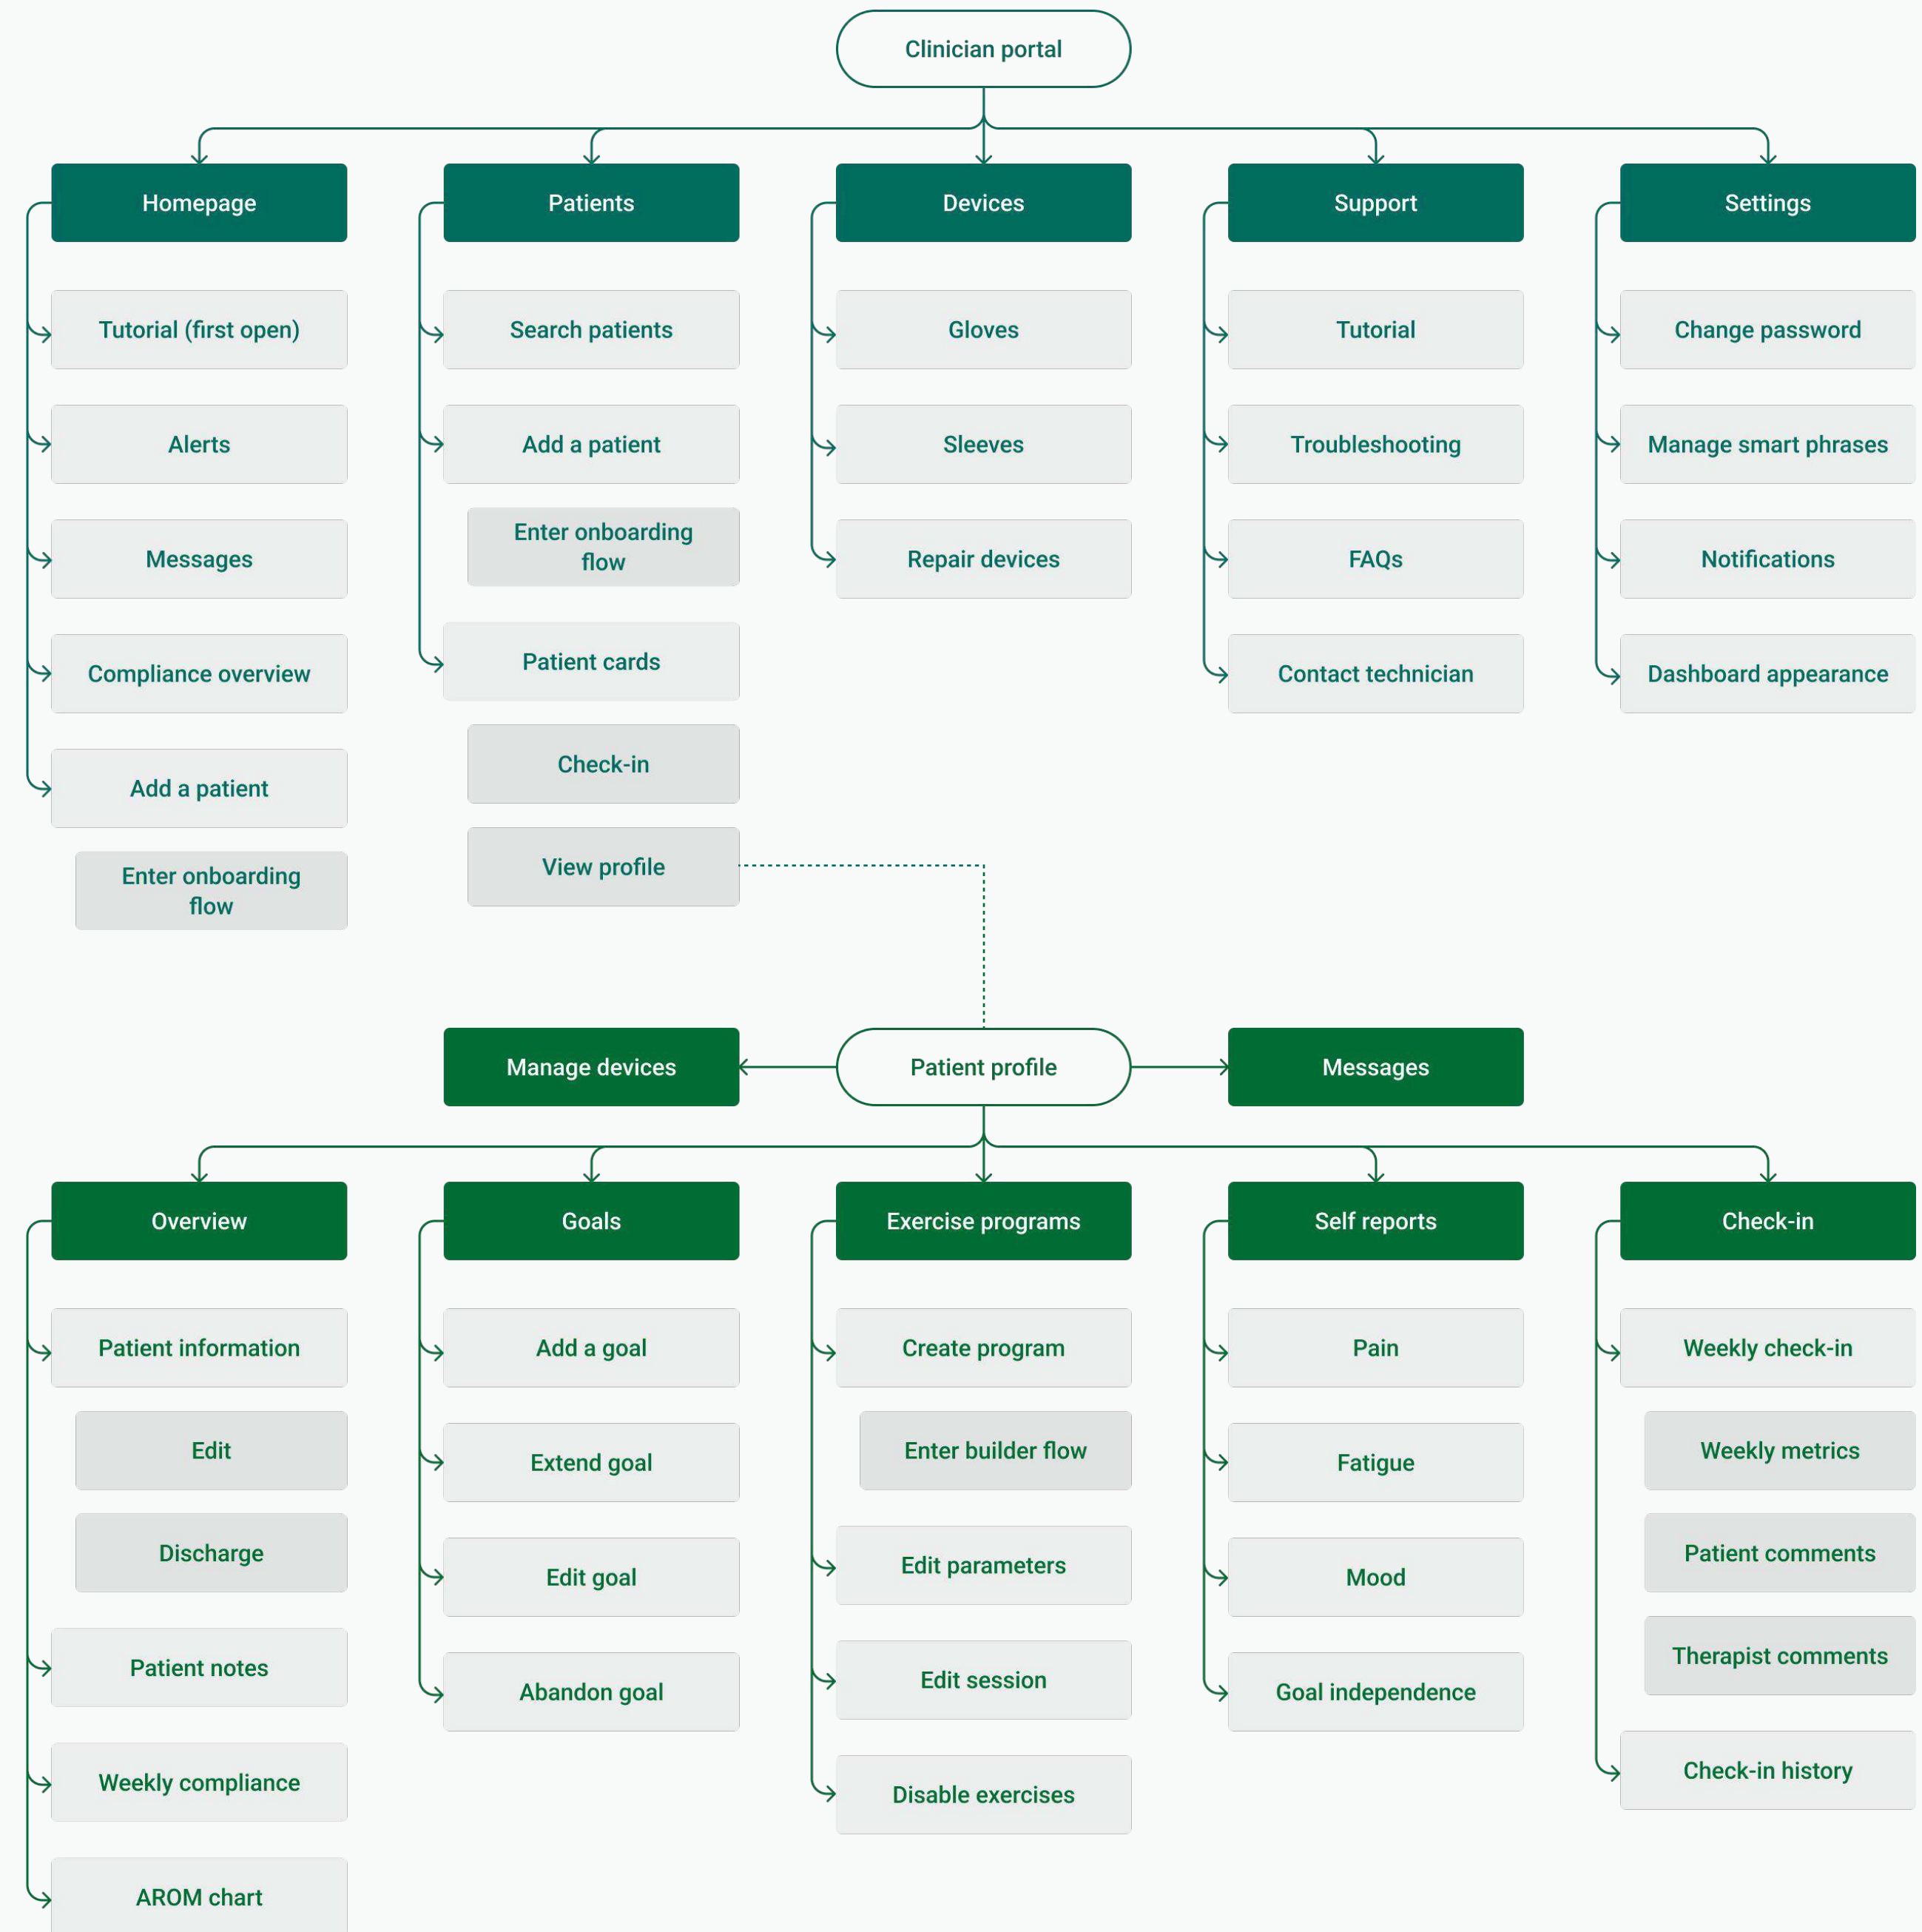 Clinician portal
Homepage
Patients
Devices
Support
Settings
Tutorial (first open)
Search patients
Gloves
Tutorial
Change password
Alerts
Add a patient
Sleeves
Troubleshooting
Manage smart phrases
Enter onboarding
flow
Messages
Repair devices
FAQs
Notifications
Compliance overview
Patient cards
Contact technician
Dashboard appearance
Check-in
Add a patient
View profile
Enter onboarding
flow
Manage devices
Patient profile
Messages
Overview
Goals
Exercise programs
Self reports
Check-in
Patient information
Add a goal
Create program
Pain
Weekly check-in
Edit
Extend goal
Enter builder flow
Fatigue
Weekly metrics
Discharge
Edit goal
Edit parameters
Mood
Patient comments
Patient notes
Abandon goal
Edit session
Goal independence
Therapist comments
Weekly compliance
Disable exercises
Check-in history
AROM chart